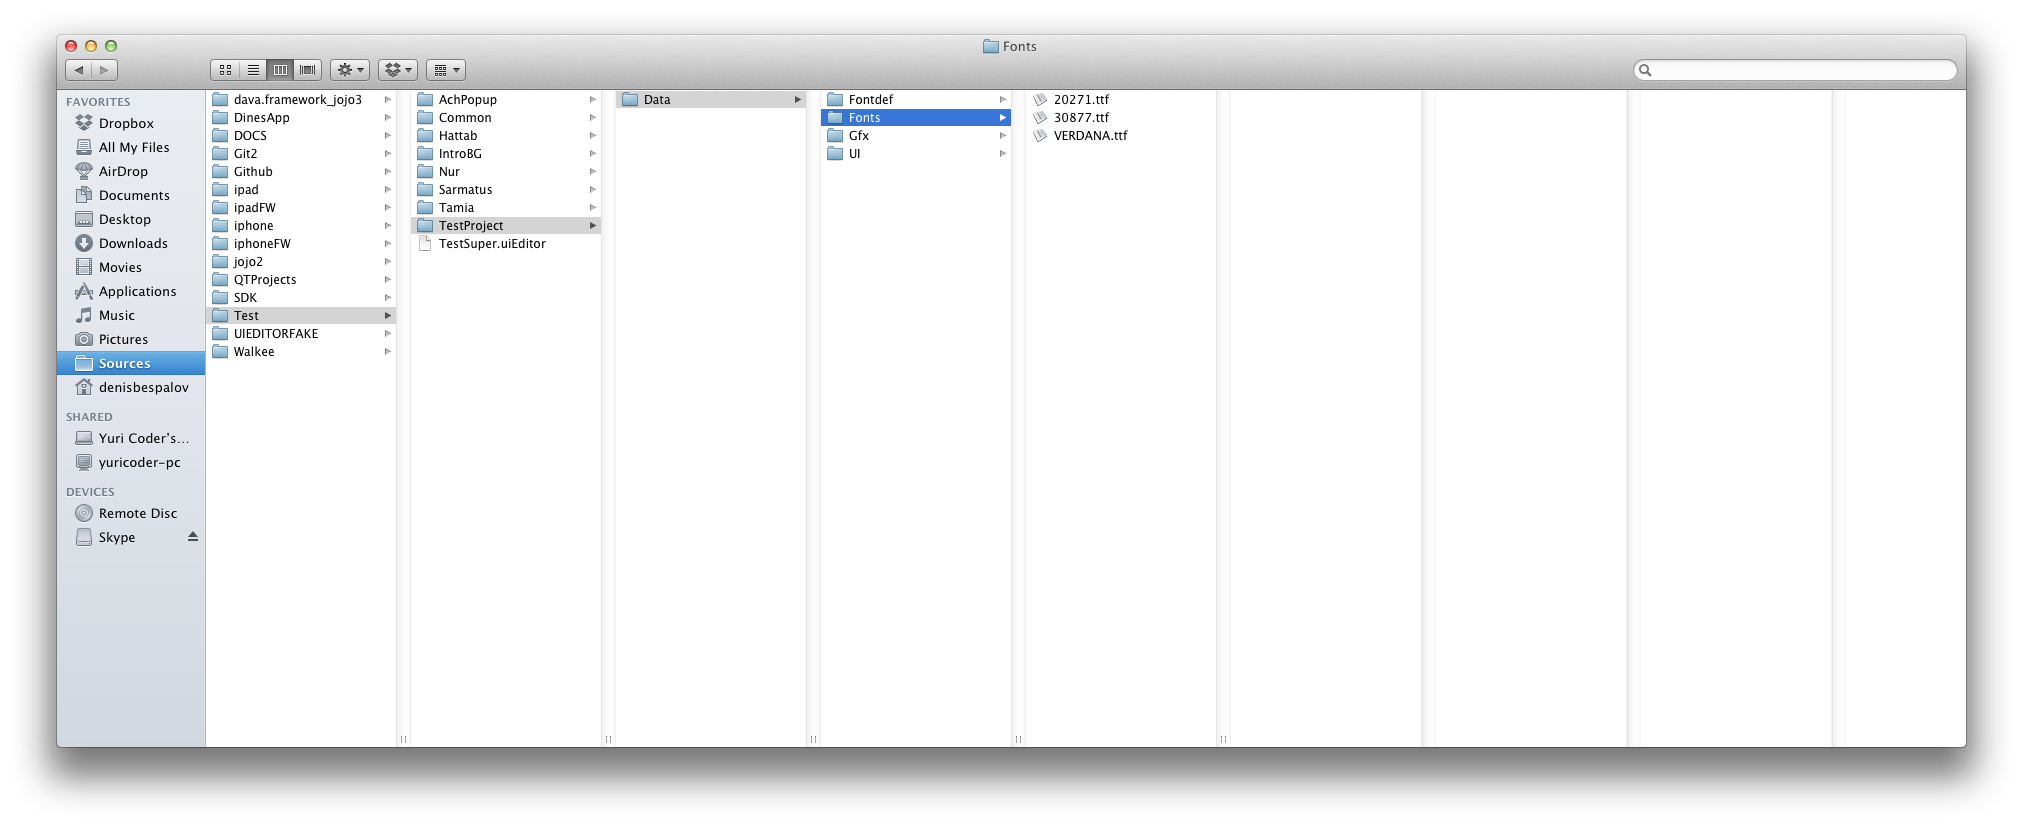 Fonts
FAVORITES
Dropbox
All My Files
AirDrop
Documents
Desktop
Downloads
Movies
Applications
Music
Pictures
Sources
denisbespalov
SHARED
Yuri Coder's...
yuricoder-pc
DEVICES
Remote Disc
Skype
dava.framework_jojo3
DinesApp
DOCS
Git2
Github
ipad
ipadFW
iphone
iphoneFW
jojo2
QTProjects
SDK
Test
UIEDITORFAKE
Walkee
AchPopup
Common
Hattab
IntroBG
Nur
Sarmatus
Tamia
TestProject
TestSuper.uiEditor
Data
Fontdef
Fonts
Gfx
UI
20271.ttf
30877.ttf
VERDANA.ttf